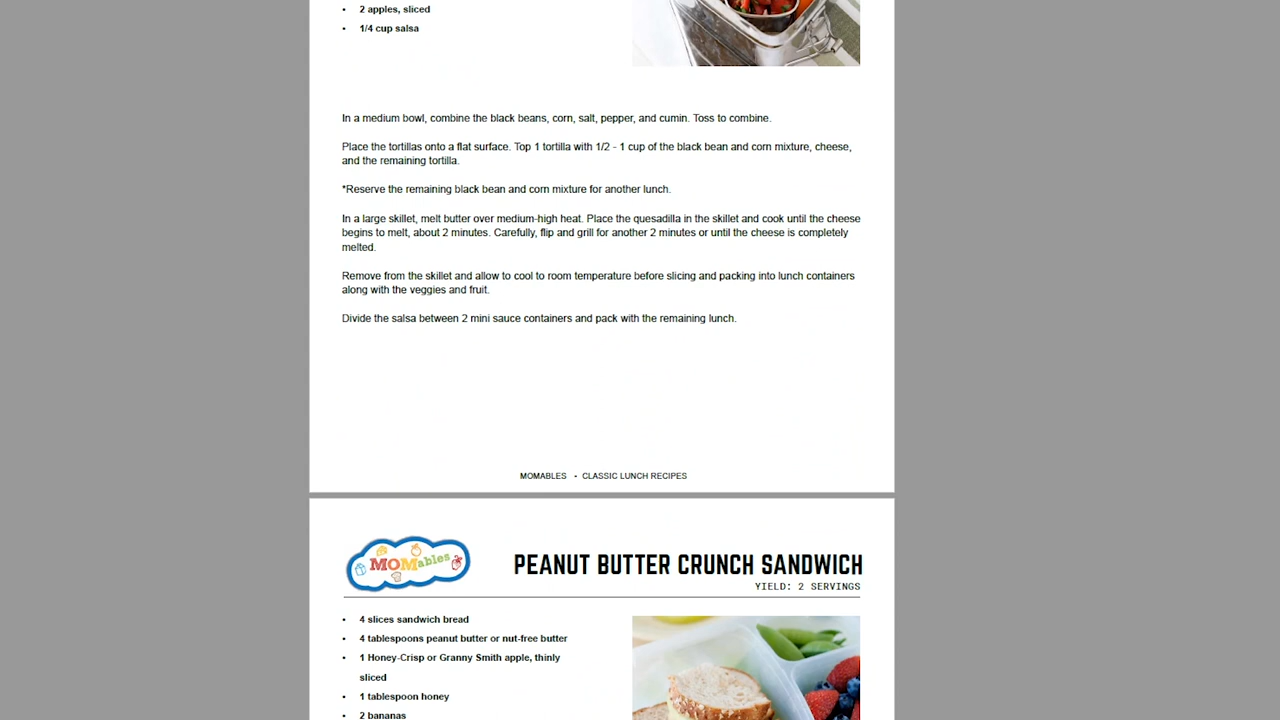 • 2 apples, sliced
• 1/4 cup salsa
In a medium bowl, combine the black beans, corn, salt, pepper, and cumin. Toss to combine.
Place the tortillas onto a flat surface. Top 1 tortilla with 1/2 - 1 cup of the black bean and corn mixture, cheese,
and the remaining tortilla.
*Reserve the remaining black bean and corn mixture for another lunch.
In a large skillet, melt butter over medium-high heat. Place the quesadilla in the skillet and cook until the cheese
begins to melt, about 2 minutes. Carefully, flip and grill for another 2 minutes or until the cheese is completely
melted.
Remove from the skillet and allow to cool to room temperature before slicing and packing into lunch containers
along with the veggies and fruit.
Divide the salsa between 2 mini sauce containers and pack with the remaining lunch.
MOMABLES • CLASSIC LUNCH RECIPES
MOMables
PEANUT BUTTER CRUNCH SANDWICH
YIELD: 2 SERVINGS
• 4 slices sandwich bread
• 4 tablespoons peanut butter or nut-free butter
• 1 Honey-Crisp or Granny Smith apple, thinly
sliced
• 1 tablespoon honey
• 2 bananas